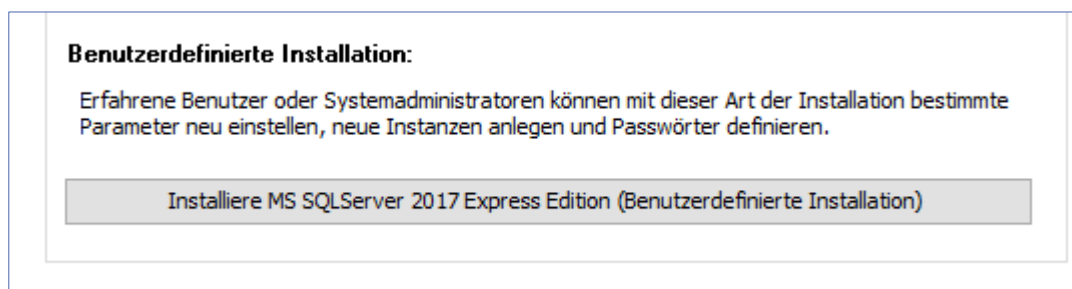 Benutzerdefinierte Installation:
Erfahrene Benutzer oder Systemadministratoren können mit dieser Art der Installation bestimmte
Parameter neu einstellen, neue Instanzen anlegen und Passwörter definieren.
Installiere MS SQLServer 2017 Express Edition (Benutzerdefinierte Installation)